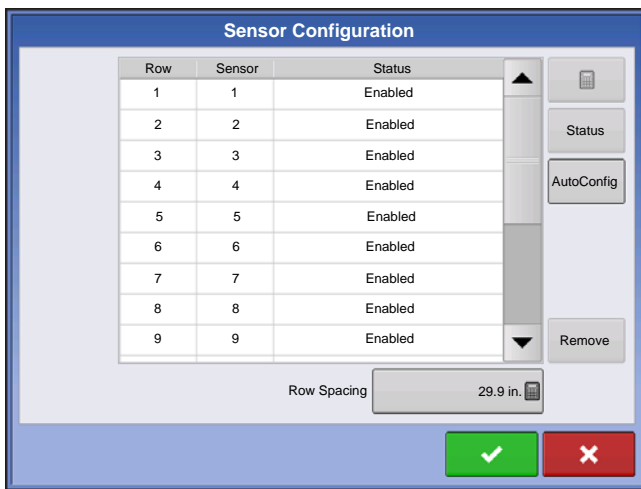 Sensor Configuration
Row Sensor Status
1 1 Enabled
2 2 Enabled
3 3 Enabled
4 4 Enabled
5 5 Enabled
6 6 Enabled
7 7 Enabled
8 8 Enabled
9 9 Enabled
Status
AutoConfig
Remove
Row Spacing 29.9 in.